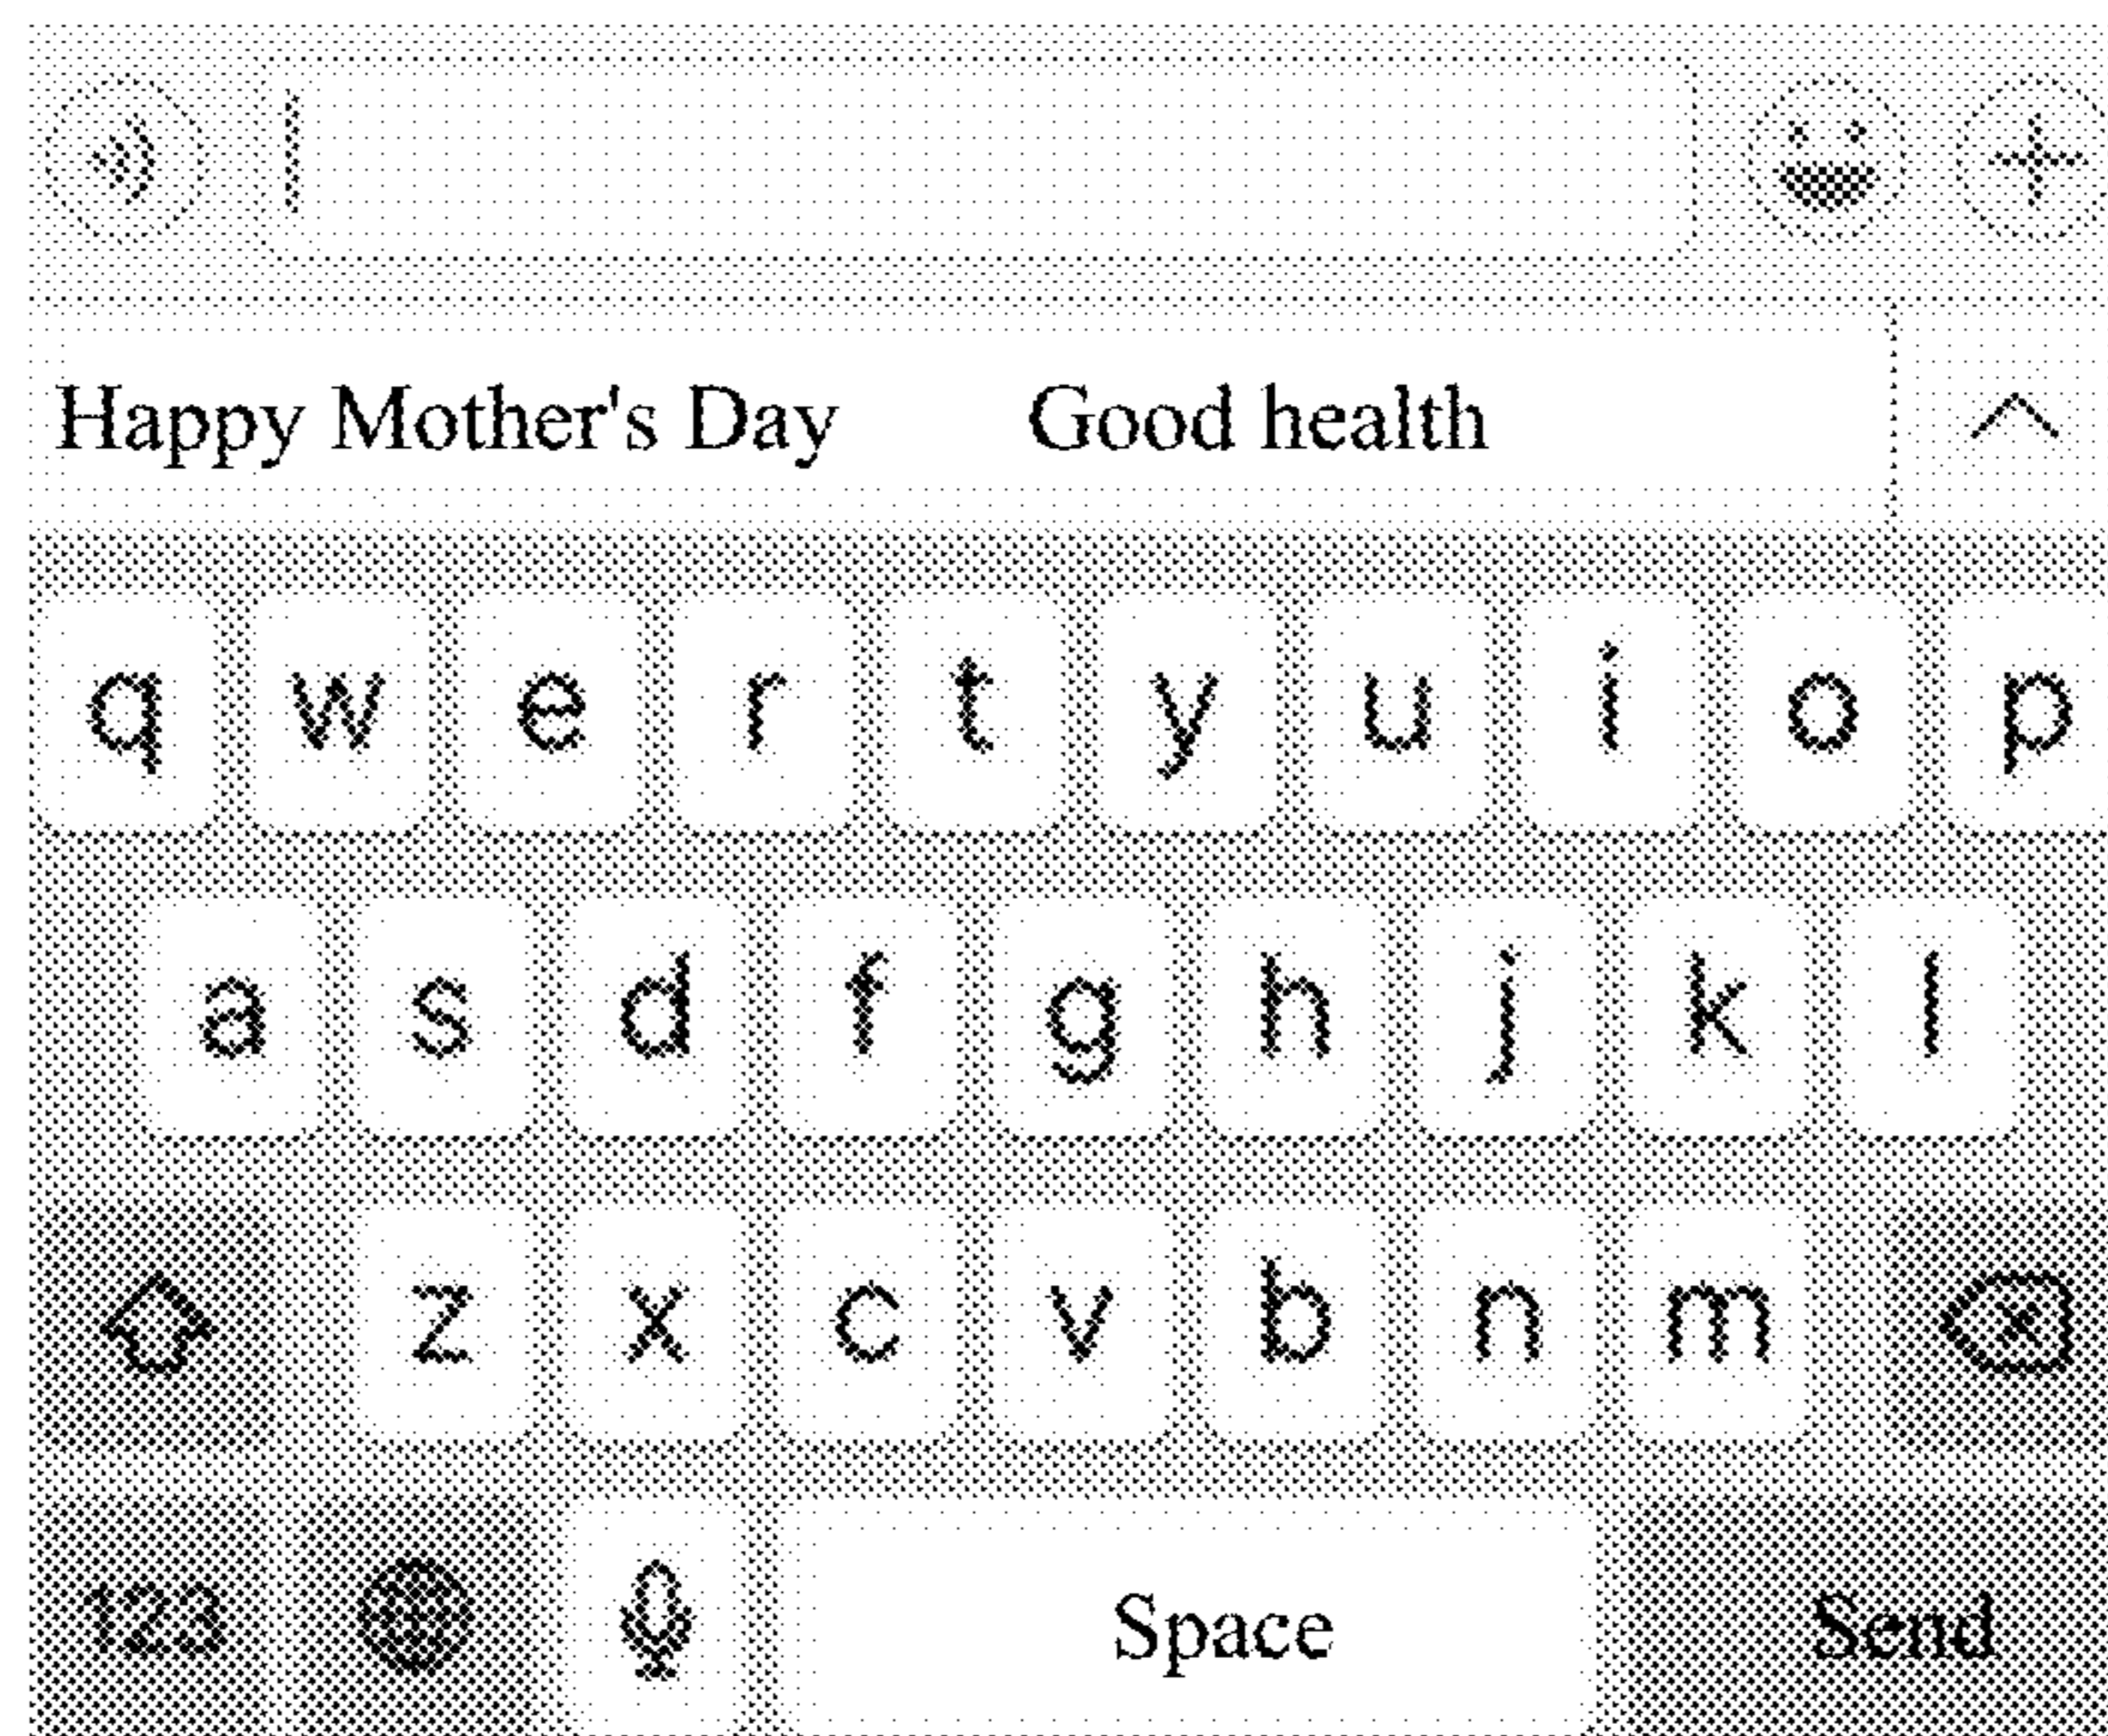 Happy Mother's Day Good health
q w e r t y u i o p
a s d f g h j k l
z x c v b n m
123 Space Send